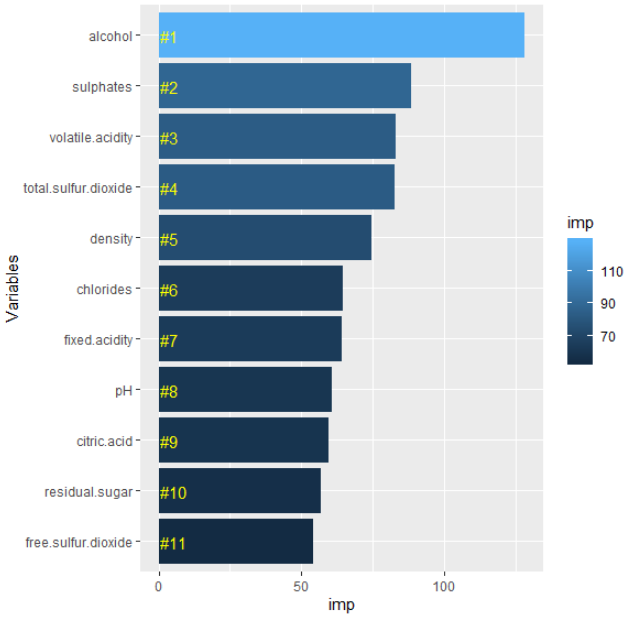 alcohol #1
sulphates #2
volatile.acidity #3
total.sulfur.dioxide #4
density #5
chlorides #6
fixed.acidity #7
pH #8
citric.acid #9
residual.sugar #10
free.sulfur.dioxide #11
Variables
0 50 100
imp
imp
110
90
70